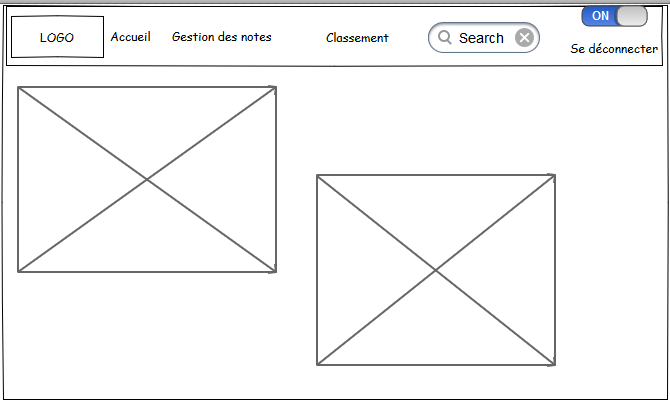 LOGO
Accueil
Gestion des notes
Classement
Search
ON
Se déconnecter